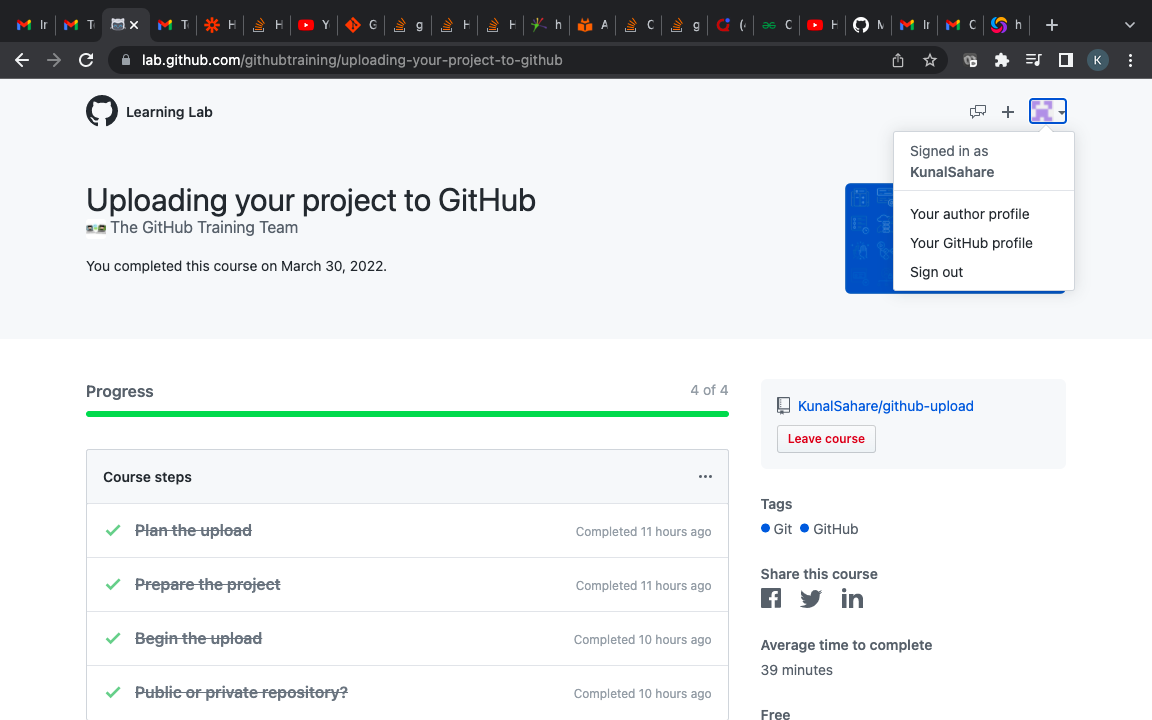 Ir
Te
Te
H
H
Y
G
g
H
H
h
A
C
g
(4
C
H
M
Ir
C
h
lab.github.com/githubtraining/uploading-your-project-to-github
K
Learning Lab
Signed in as
KunalSahare
Your author profile
Your GitHub profile
Sign out
Uploading your project to GitHub
The GitHub Training Team
You completed this course on March 30, 2022.
Progress
4 of 4
KunalSahare/github-upload
Leave course
Course steps
Plan the upload
Completed 11 hours ago
Prepare the project
Completed 11 hours ago
Begin the upload
Completed 10 hours ago
Public or private repository?
Completed 10 hours ago
Tags
Git
GitHub
Share this course
Average time to complete
39 minutes
Free